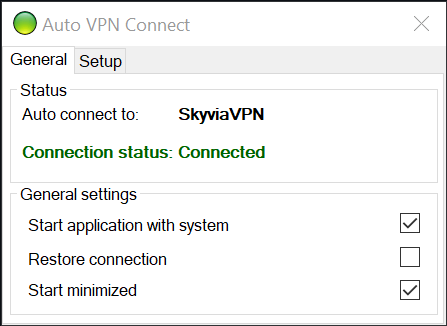 Auto VPN Connect
General Setup
Status
Auto connect to: SkyviaVPN
Connection status: Connected
General settings
Start application with system
Restore connection
Start minimized